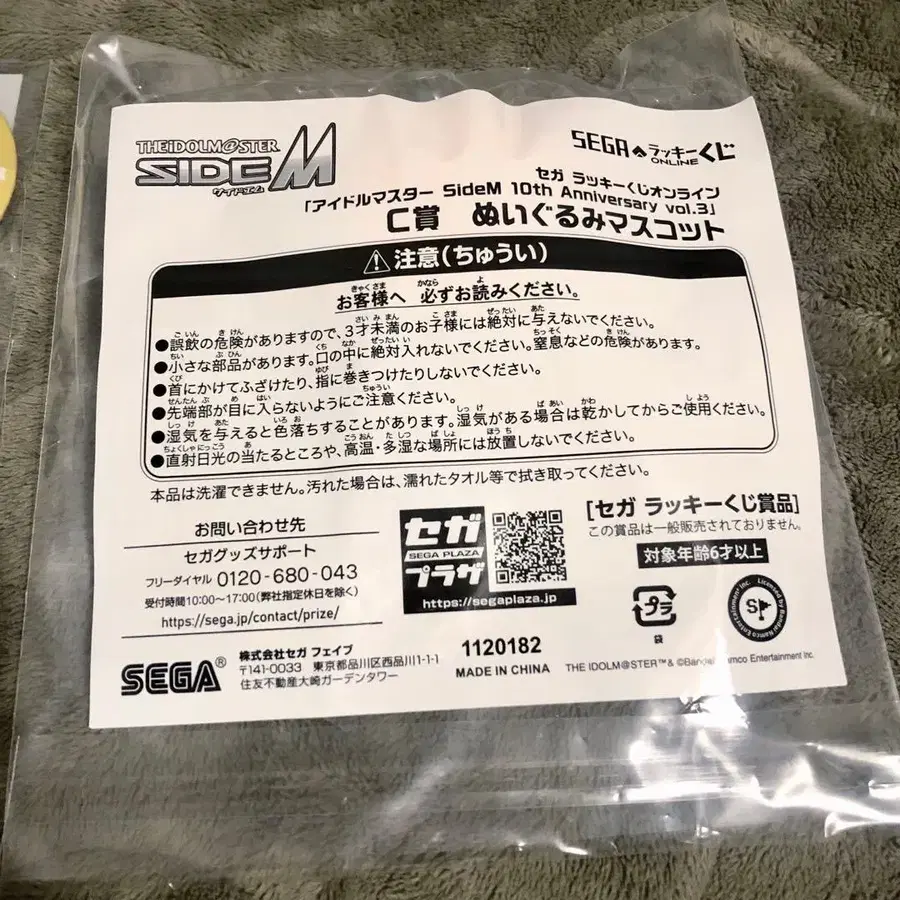 THE IDOLM@STER
SIDEM
サイドエム
SEGA ラッキーくじ
ONLINE
セガ ラッキーくじオンライン
「アイドルマスター SideM 10th Anniversary vol.3」
C賞 ぬいぐるみマスコット
注意(ちゅうい)
お客様へ 必ずお読みください。
●誤飲の危険がありますので、3才未満のお子様には絶対に与えないでください。
●小さな部品があります。口の中に絶対入れないでください。窒息などの危険があります。
●首にかけてふざけたり、指に巻きつけたりしないでください。
●先端部が目に入らないようにご注意ください。
●湿気を与えると色落ちすることがあります。湿気がある場合は乾かしてからご使用ください。
●直射日光の当たるところや、高温・多湿な場所には放置しないでください。
本品は洗濯できません。汚れた場合は、濡れたタオル等で拭き取ってください。
お問い合わせ先
セガグッズサポート
フリーダイヤル 0120-680-043
受付時間10:00〜17:00(弊社指定休日を除く)
https://sega.jp/contact/prize/
セガ
SEGA PLAZA
プラザ
https://segaplaza.jp
[セガ ラッキーくじ賞品]
この賞品は一般販売されておりません。
対象年齢6才以上
プラ
袋
Licensed by Bandai Namco Entertainment Inc.
SEGA®
株式会社セガ フェイブ
〒141-0033 東京都品川区西品川1-1-1
住友不動産大崎ガーデンタワー
1120182
MADE IN CHINA
THE IDOLM@STER™& ©Bandai Namco Entertainment Inc.